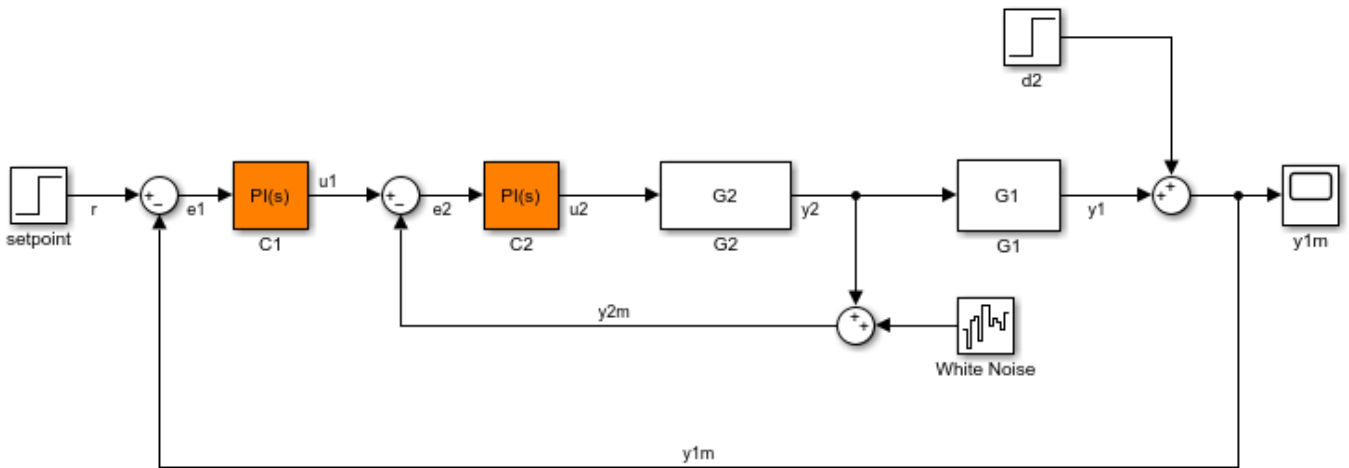 d2
PI(s)
u1
PI(s)
G2
G1
r
e1
e2
u2
y2
y1
setpoint
C1
C2
G2
G1
y1m
y2m
White Noise
y1m